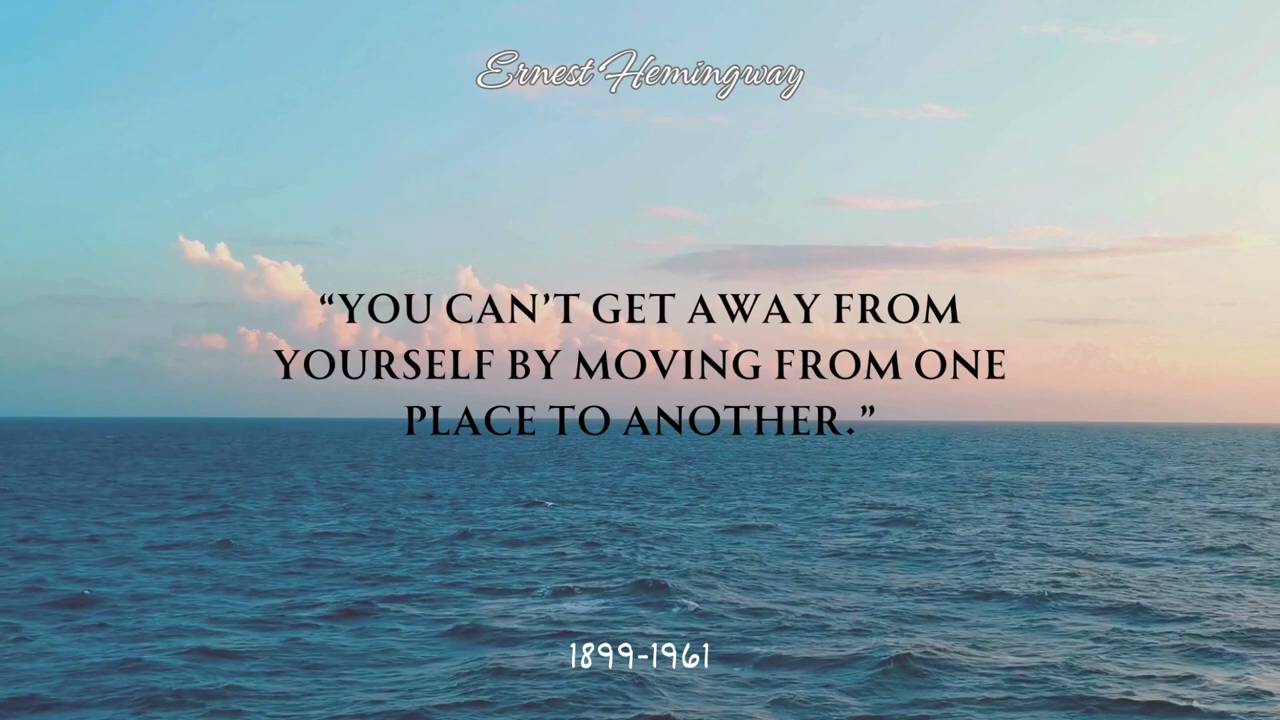 Ernest Hemingway
“YOU CAN’T GET AWAY FROM
YOURSELF BY MOVING FROM ONE
PLACE TO ANOTHER.”
1899-1961